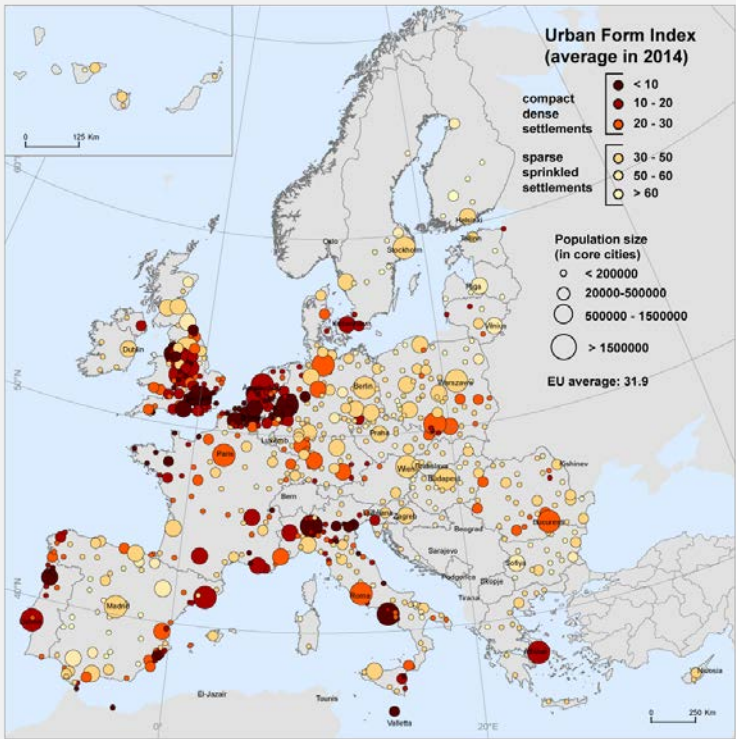 Urban Form Index
(average in 2014)
compact
dense
settlements
< 10
10 - 20
20 - 30
sparse
sprinkled
settlements
30 - 50
50 - 60
> 60
Population size
(in core cities)
< 200000
20000-500000
500000 - 1500000
> 1500000
EU average: 31.9
0 125 Km
60°N
50°N
40°N
Oslo
Helsinki
Stockholm
Riga
Vilnius
Dublin
Berlin
Warszawa
Praha
Paris
Wien
Bratislava
Budapest
Kishinev
Bern
Zagreb
Beograd
Bucuresti
Sarajevo
Podgorica
Skopje
Sofiya
Tirana
Roma
Madrid
Nicosia
El-Jazair
Tounis
Valletta
0°
20°E
0 250 Km